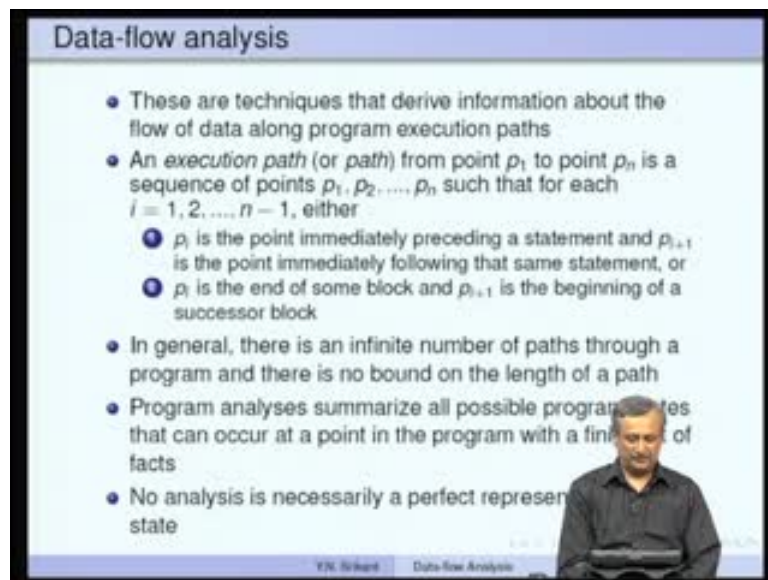 Data-flow analysis
These are techniques that derive information about the
flow of data along program execution paths
An execution path (or path) from point p₁ to point pₙ is a
sequence of points p₁, p₂, ..., pₙ such that for each
i = 1, 2, ..., n − 1, either
1 pᵢ is the point immediately preceding a statement and pᵢ₊₁
is the point immediately following that same statement, or
2 pᵢ is the end of some block and pᵢ₊₁ is the beginning of a
successor block
In general, there is an infinite number of paths through a
program and there is no bound on the length of a path
Program analyses summarize all possible program
that can occur at a point in the program with a of
facts
No analysis is necessarily a perfect
state
Y.N. Srikant Data-flow Analysis